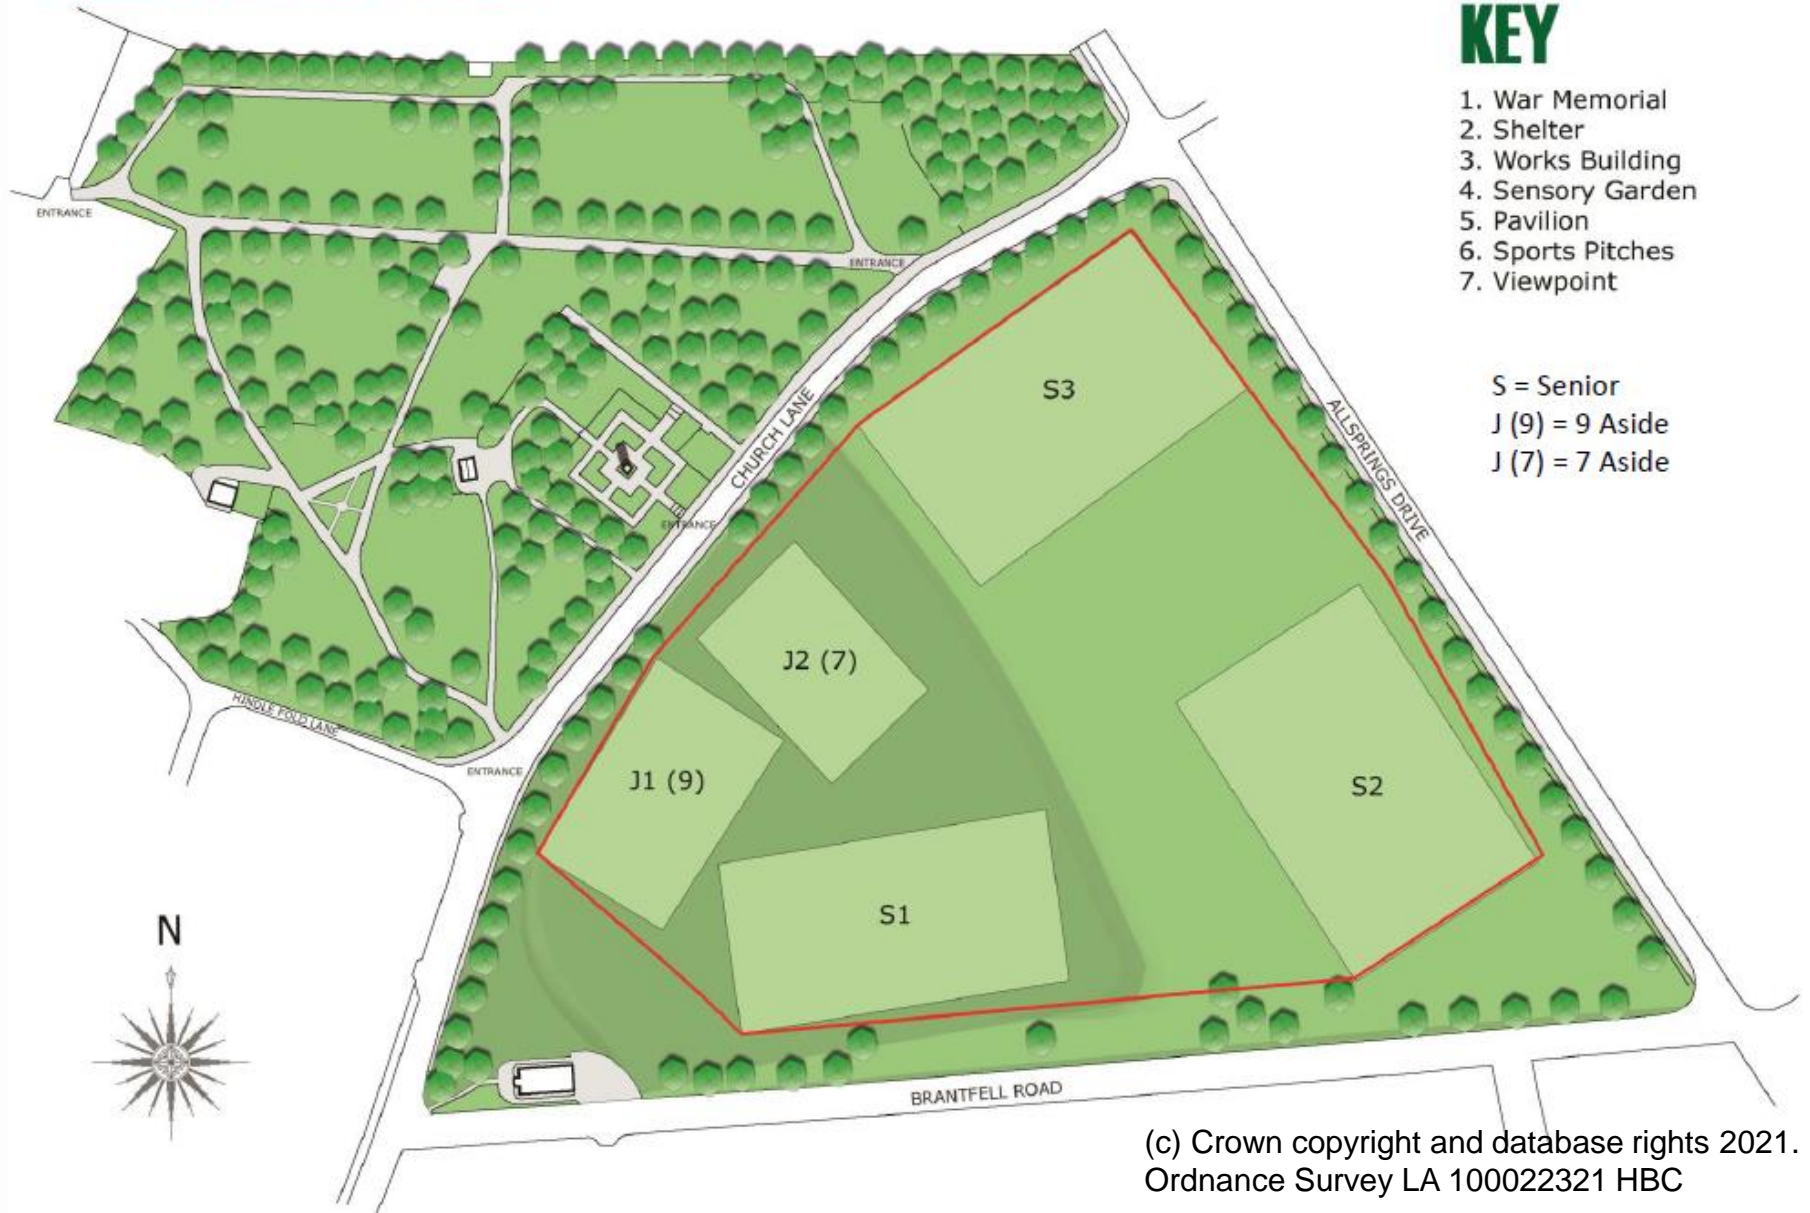 KEY
1. War Memorial
2. Shelter
3. Works Building
4. Sensory Garden
5. Pavilion
6. Sports Pitches
7. Viewpoint
S = Senior
J (9) = 9 Aside
J (7) = 7 Aside
ENTRANCE
ENTRANCE
CHURCH LANE
ENTRANCE
ALLSPRINGS DRIVE
S3
J2 (7)
J1 (9)
S2
S1
HINDLE FOLD LANE
ENTRANCE
N
BRANTFELL ROAD
(c) Crown copyright and database rights 2021.
Ordnance Survey LA 100022321 HBC